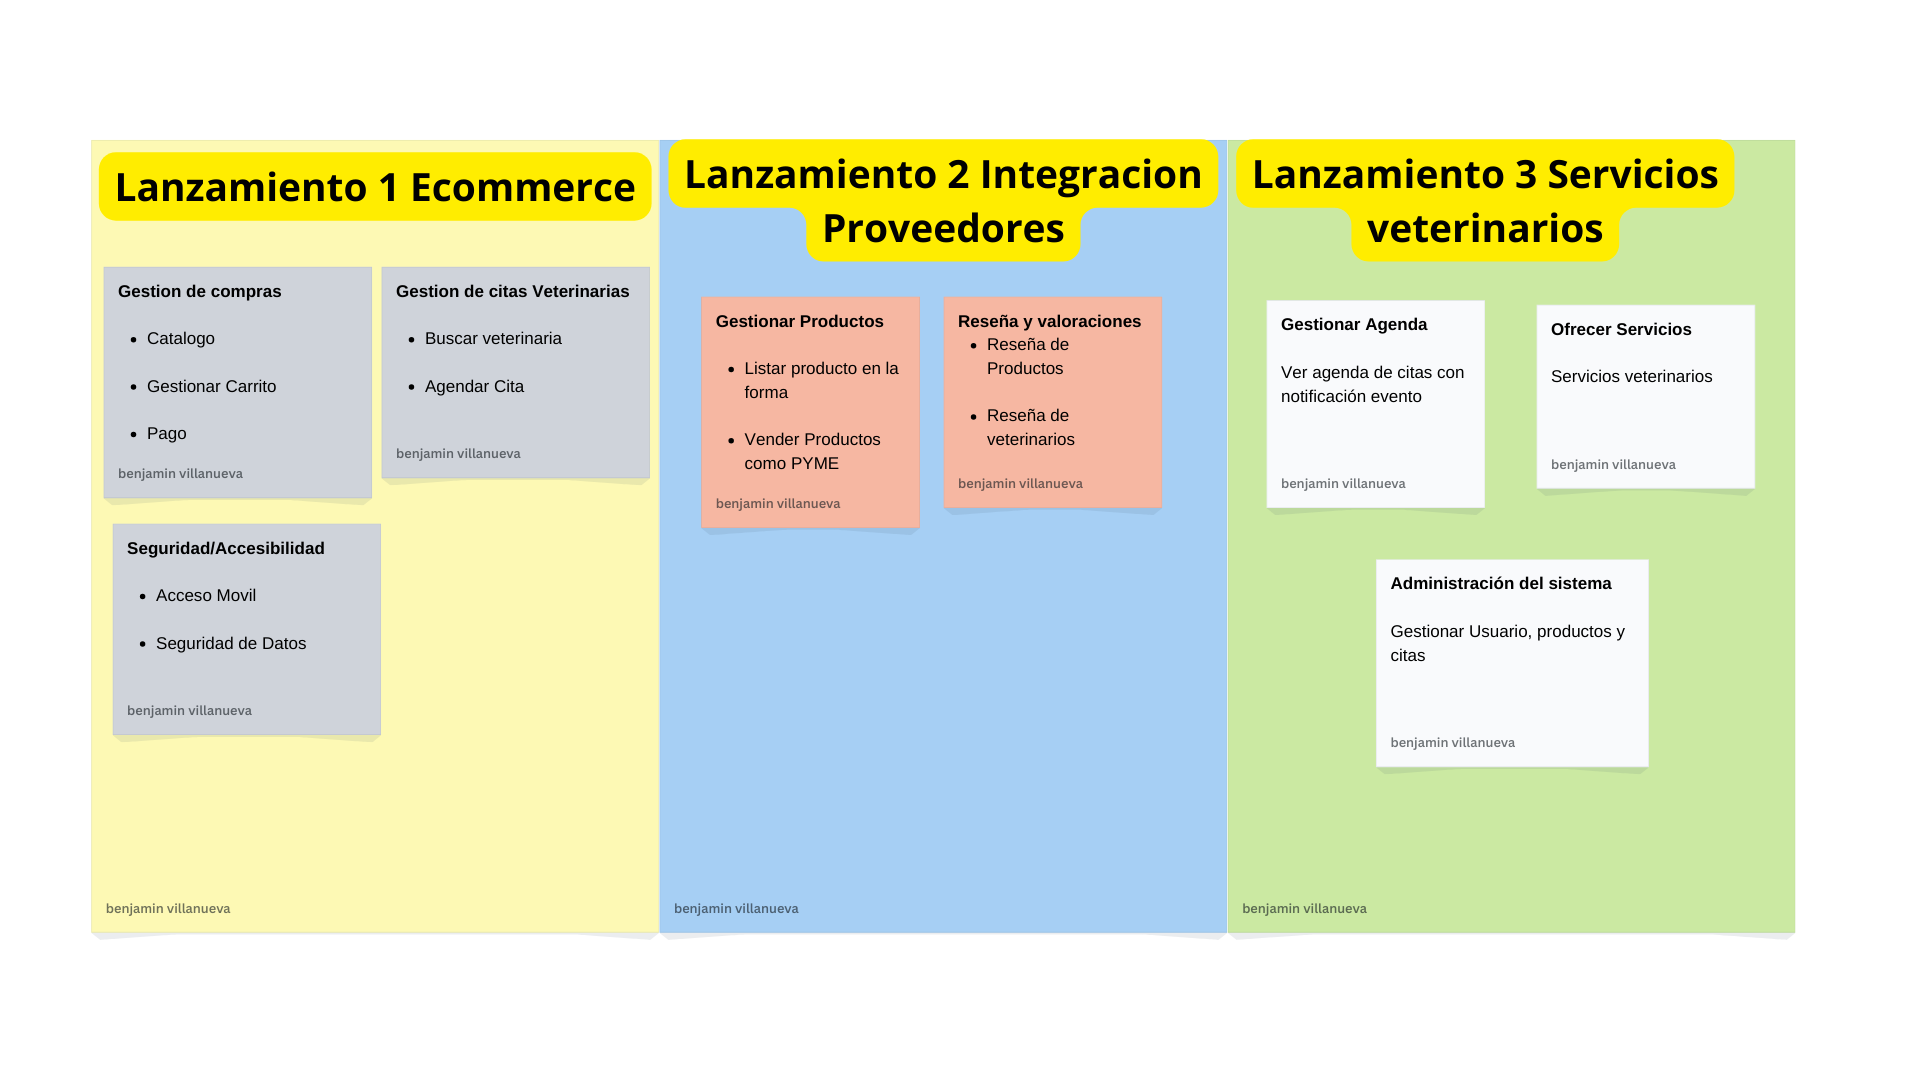 Lanzamiento 1 Ecommerce
Gestion de compras
Catalogo
Gestionar Carrito
Pago
benjamin villanueva
Gestion de citas Veterinarias
Buscar veterinaria
Agendar Cita
benjamin villanueva
Seguridad/Accesibilidad
Acceso Movil
Seguridad de Datos
benjamin villanueva
benjamin villanueva
Lanzamiento 2 Integracion
Proveedores
Gestionar Productos
Listar producto en la
forma
Vender Productos
como PYME
benjamin villanueva
Reseña y valoraciones
Reseña de
Productos
Reseña de
veterinarios
benjamin villanueva
benjamin villanueva
Lanzamiento 3 Servicios
veterinarios
Gestionar Agenda
Ver agenda de citas con
notificación evento
benjamin villanueva
Ofrecer Servicios
Servicios veterinarios
benjamin villanueva
Administración del sistema
Gestionar Usuario, productos y
citas
benjamin villanueva
benjamin villanueva